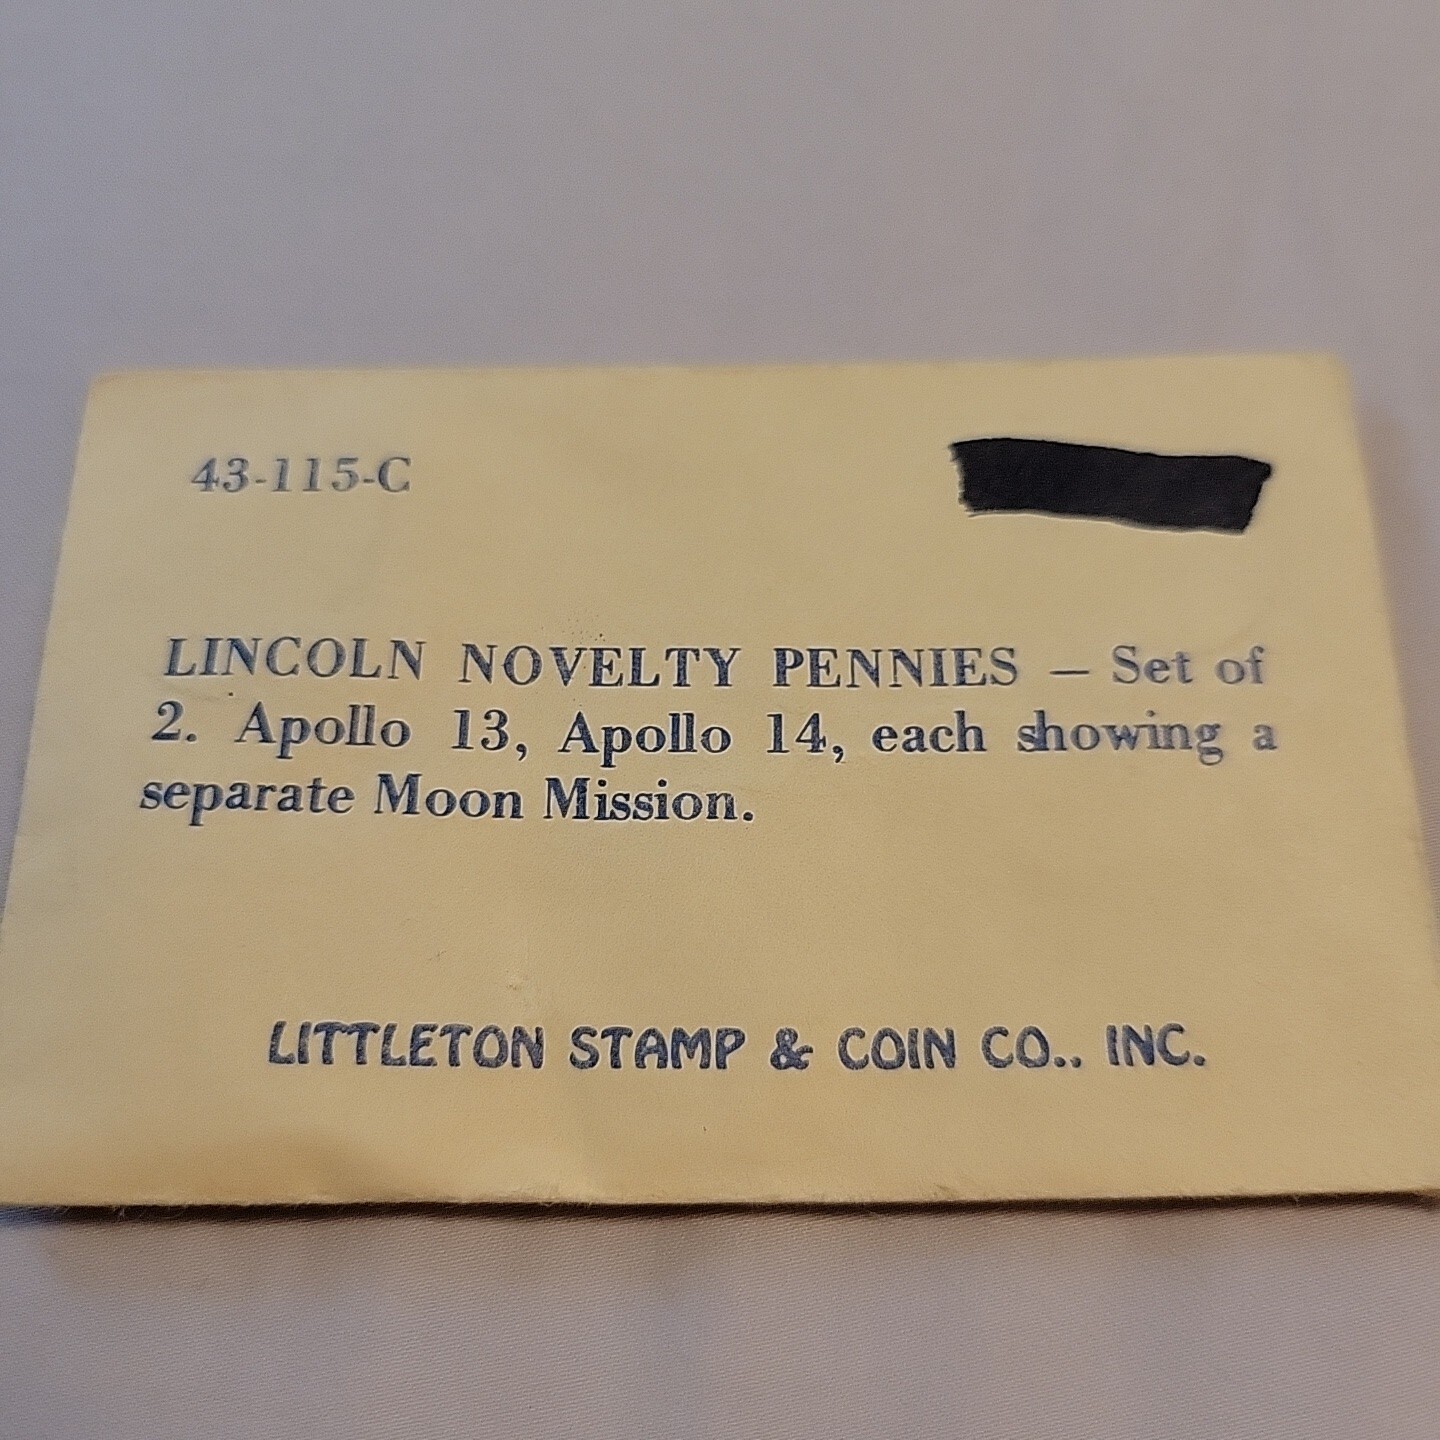 43-115-C
LINCOLN NOVELTY PENNIES — Set of
2. Apollo 13, Apollo 14, each showing a
separate Moon Mission.
LITTLETON STAMP & COIN CO., INC.